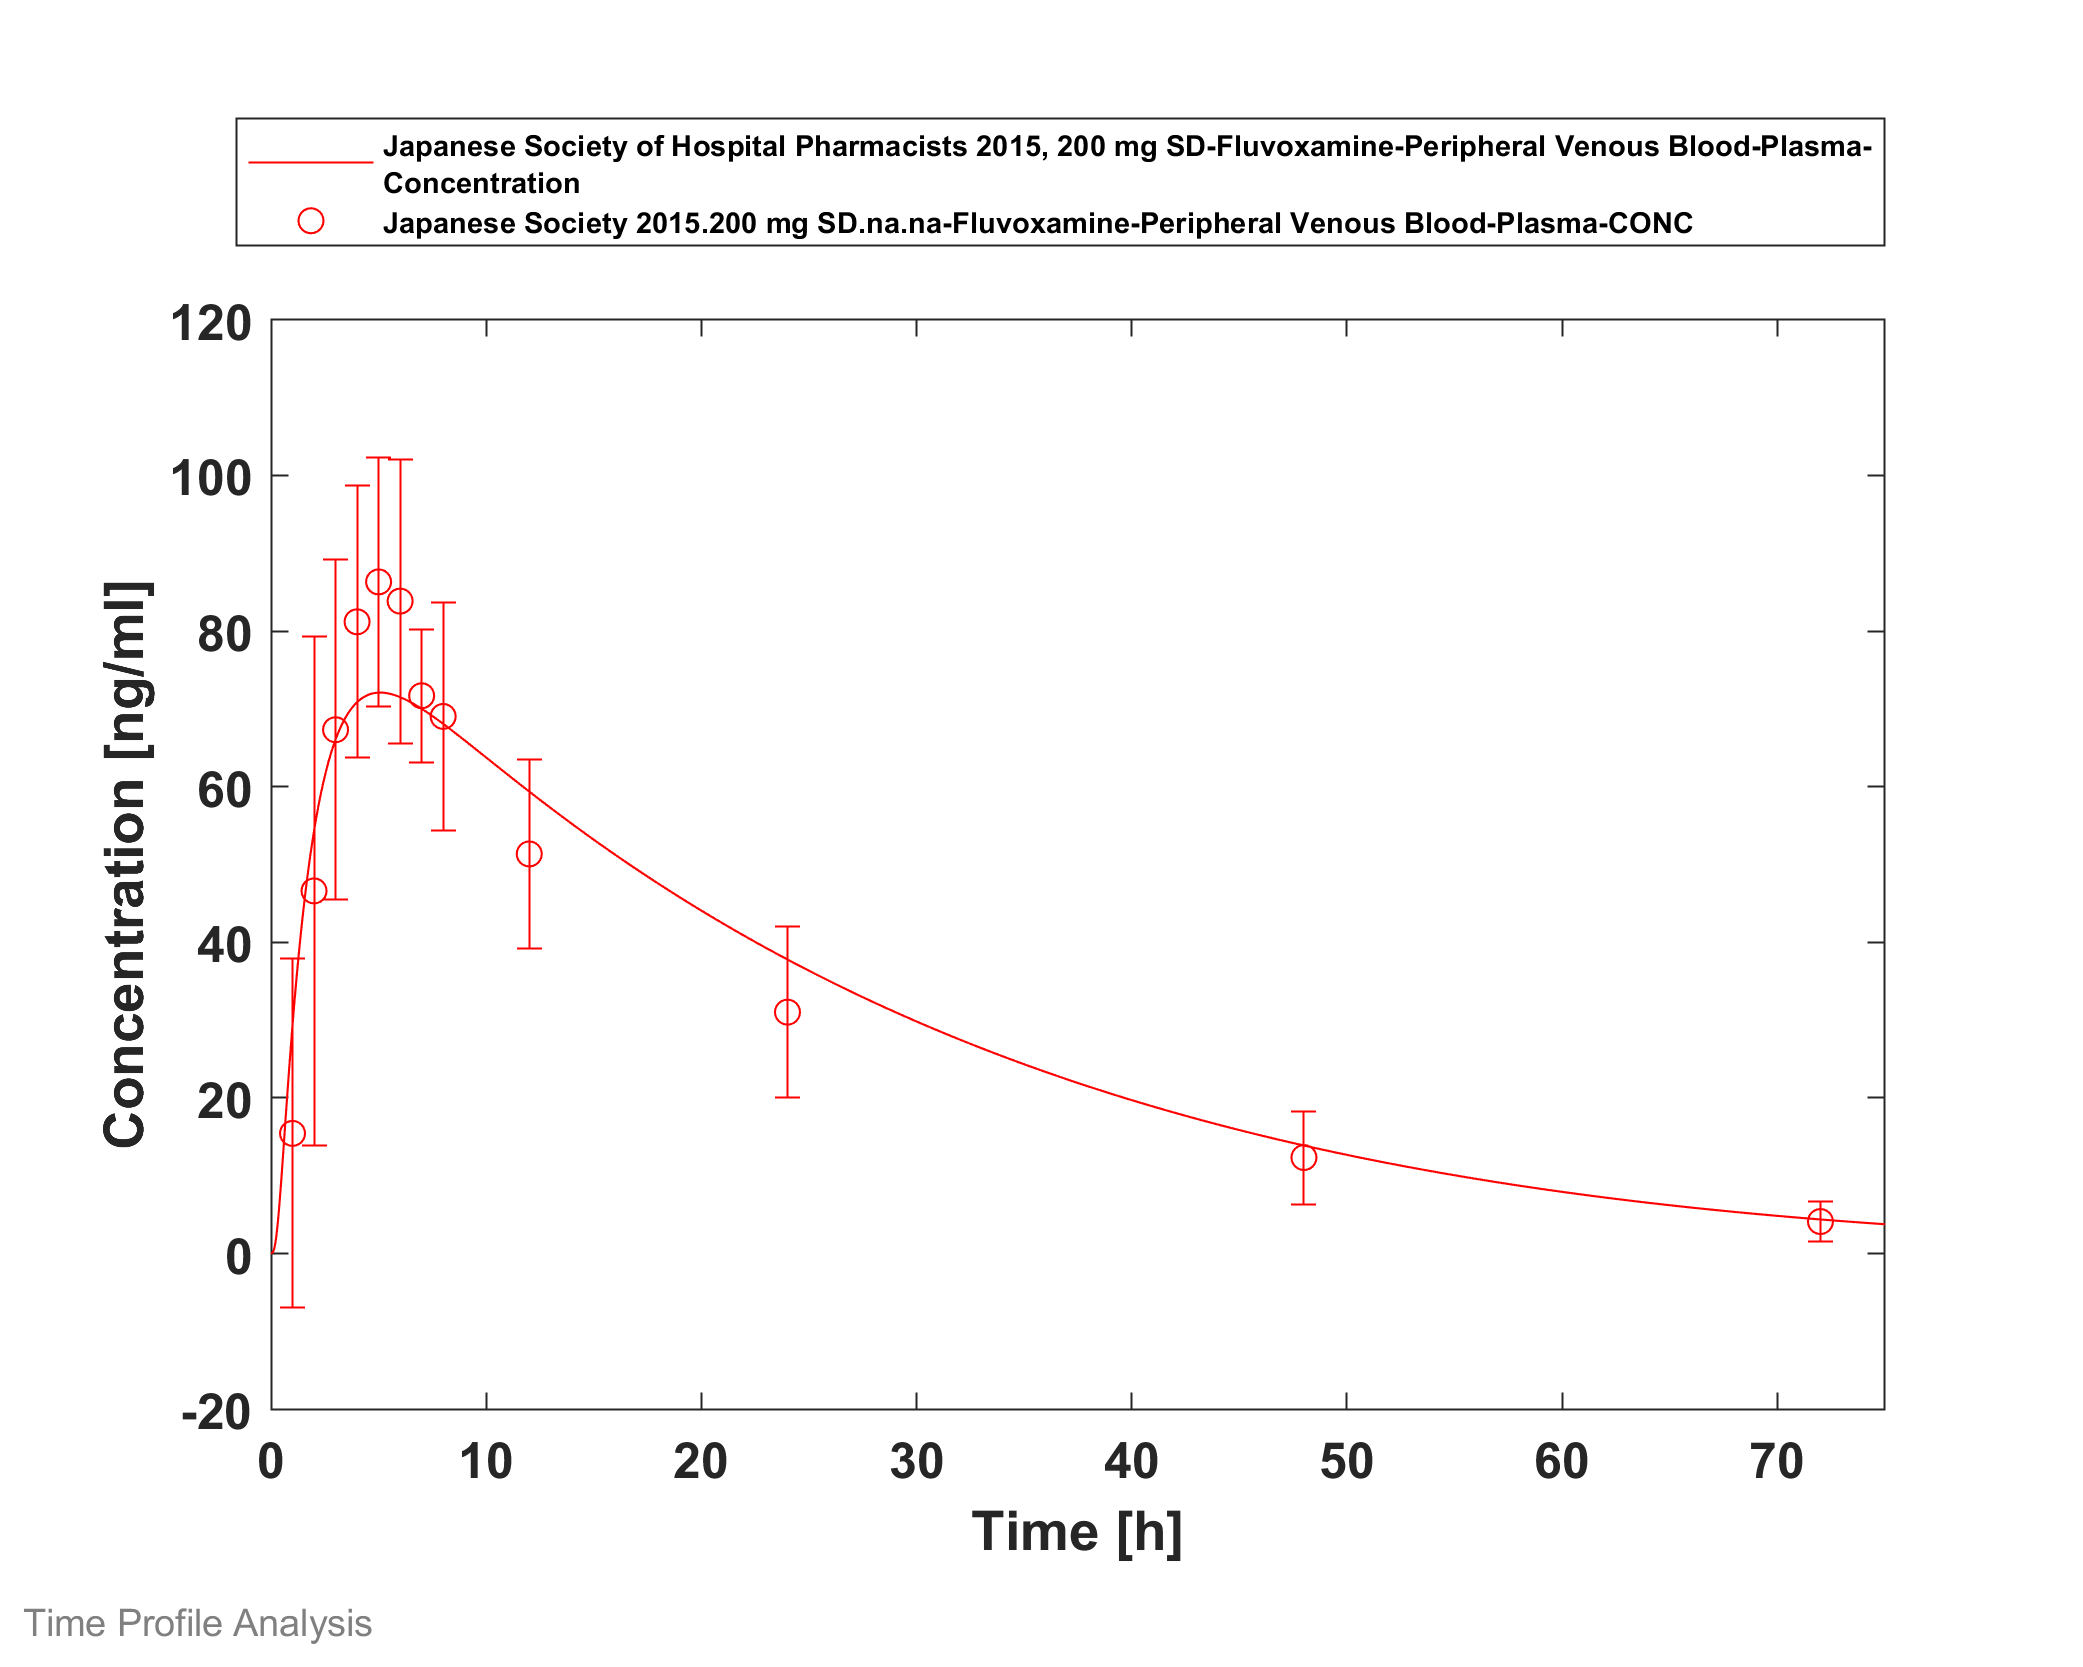 Japanese Society of Hospital Pharmacists 2015, 200 mg SD-Fluvoxamine-Peripheral Venous Blood-Plasma-
Concentration
Japanese Society 2015.200 mg SD.na.na-Fluvoxamine-Peripheral Venous Blood-Plasma-CONC
120
100
80
60
40
20
0
-20
Concentration [ng/ml]
0 10 20 30 40 50 60 70
Time [h]
Time Profile Analysis